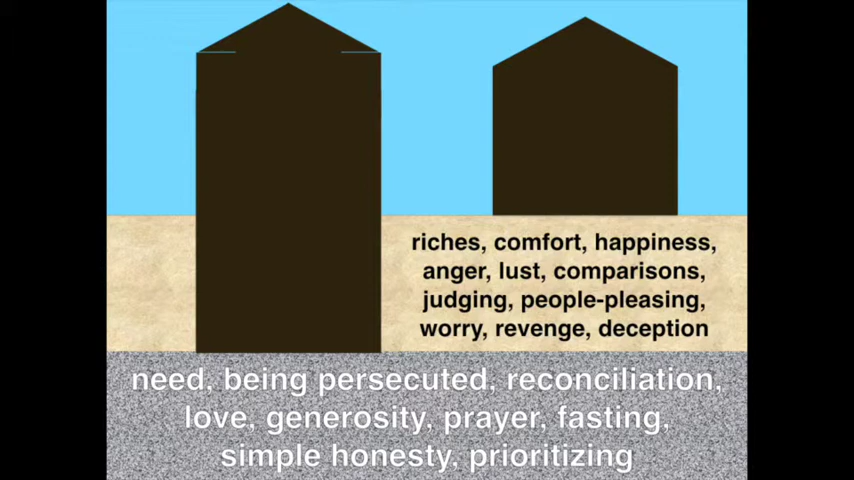 riches, comfort, happiness,
anger, lust, comparisons,
judging, people-pleasing,
worry, revenge, deception
need, being persecuted, reconciliation,
love, generosity, prayer, fasting,
simple honesty, prioritizing